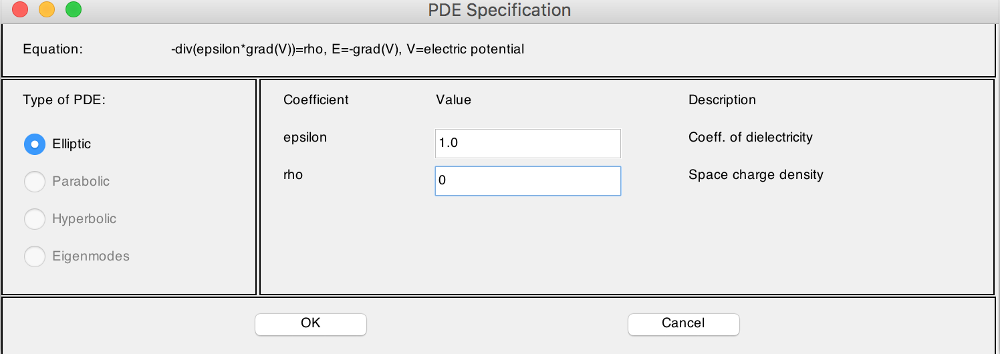 PDE Specification
Equation: -div(epsilon*grad(V))=rho, E=-grad(V), V=electric potential
Type of PDE:
Elliptic
Parabolic
Hyperbolic
Eigenmodes
Coefficient Value Description
epsilon 1.0 Coeff. of dielectricity
rho 0 Space charge density
OK Cancel